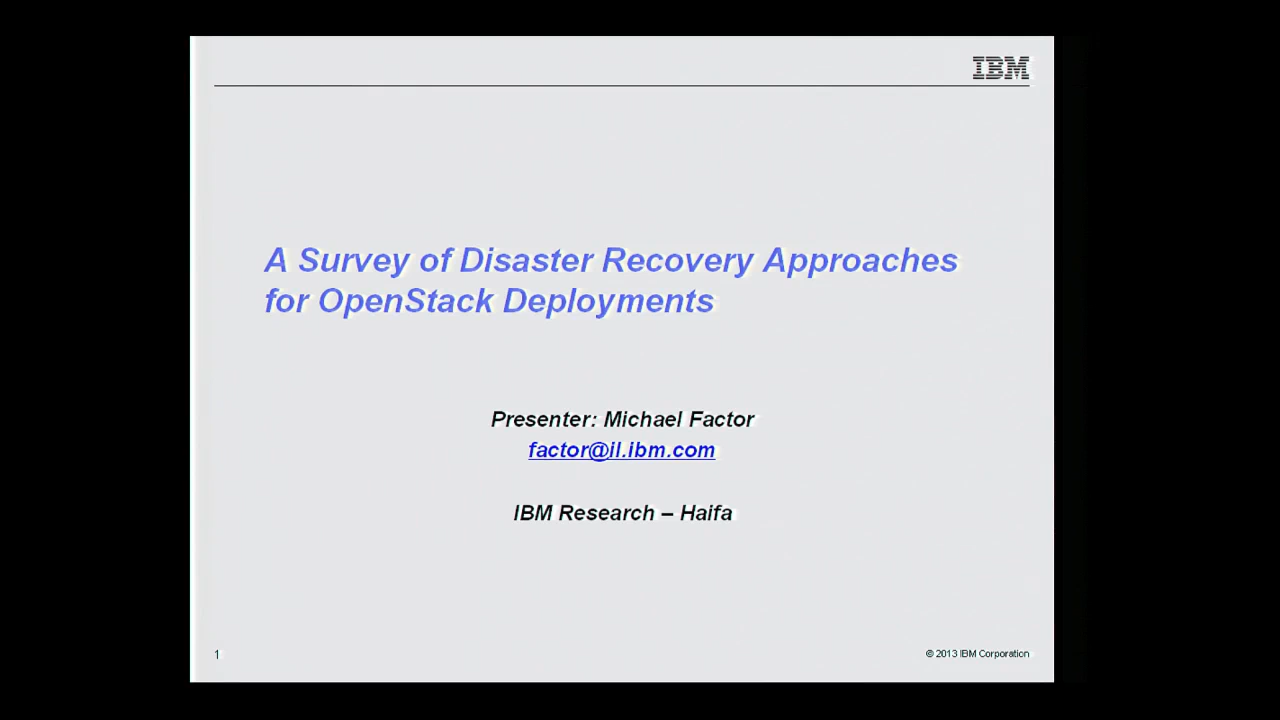 IBM
A Survey of Disaster Recovery Approaches
for OpenStack Deployments
Presenter: Michael Factor
factor@il.ibm.com
IBM Research – Haifa
1
© 2013 IBM Corporation